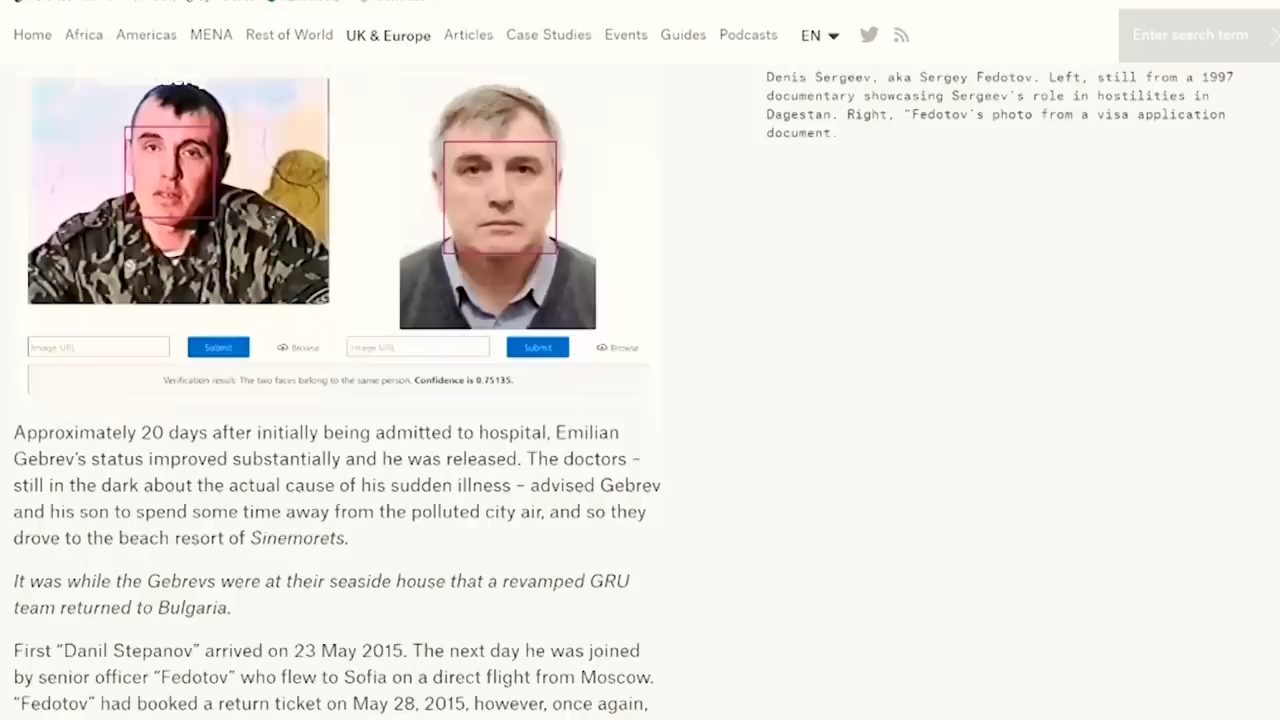 Home Africa Americas MENA Rest of World UK & Europe Articles Case Studies Events Guides Podcasts EN Enter search term
Denis Sergeev, aka Sergey Fedotov. Left, still from a 1997
documentary showcasing Sergeev's role in hostilities in
Dagestan. Right, "Fedotov's photo from a visa application
document.
Image URL Submit Browse Image URL Submit Browse
Verification result: The two faces belong to the same person. Confidence is 0.75135.
Approximately 20 days after initially being admitted to hospital, Emilian
Gebrev's status improved substantially and he was released. The doctors –
still in the dark about the actual cause of his sudden illness – advised Gebrev
and his son to spend some time away from the polluted city air, and so they
drove to the beach resort of Sinemorets.
It was while the Gebrevs were at their seaside house that a revamped GRU
team returned to Bulgaria.
First "Danil Stepanov" arrived on 23 May 2015. The next day he was joined
by senior officer "Fedotov" who flew to Sofia on a direct flight from Moscow.
"Fedotov" had booked a return ticket on May 28, 2015, however, once again,